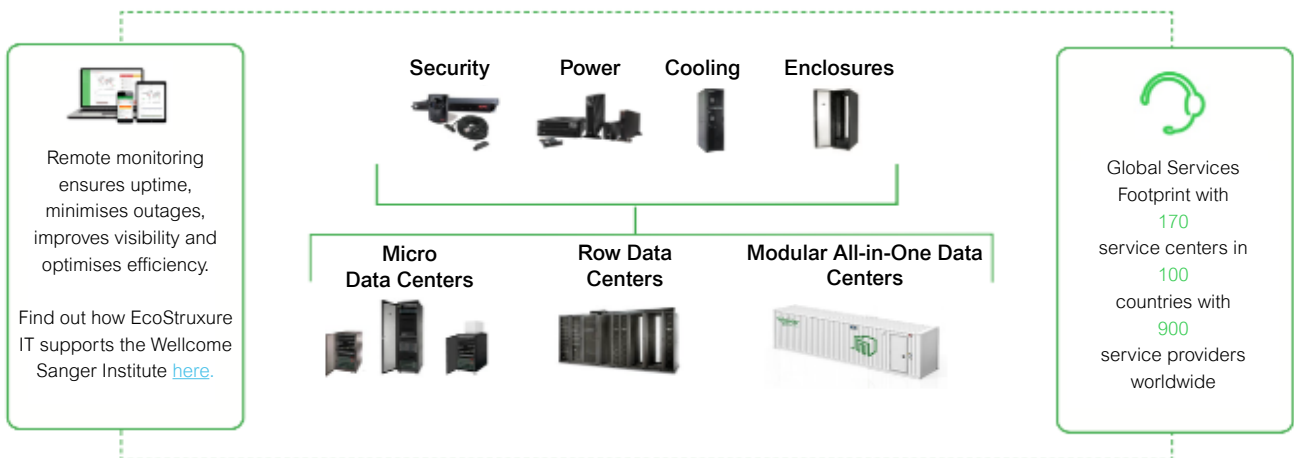 Remote monitoring
ensures uptime,
minimises outages,
improves visibility and
optimises efficiency.
Find out how EcoStruxure
IT supports the Wellcome
Sanger Institute here.
Security
Power
Cooling
Enclosures
Micro
Data Centers
Row Data
Centers
Modular All-in-One Data
Centers
Global Services
Footprint with
170
service centers in
100
countries with
900
service providers
worldwide